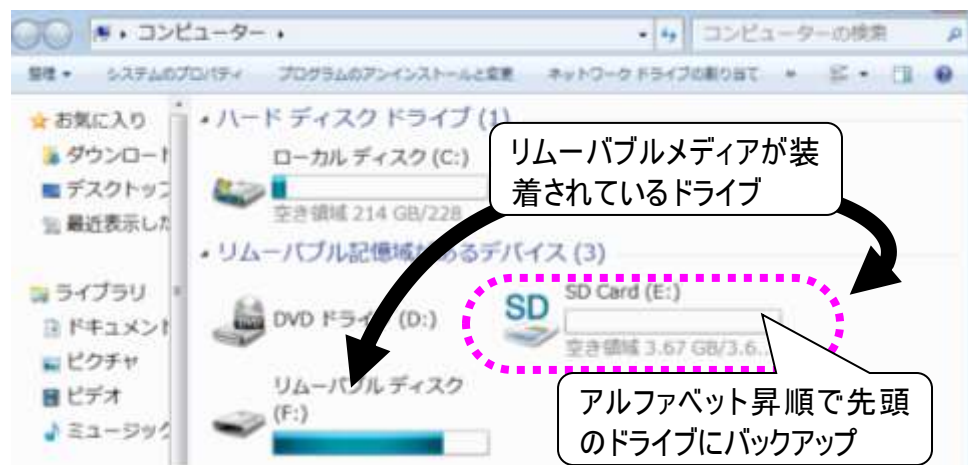 コンピューター
コンピューターの検索
整理 システムのプロパティ プログラムのアンインストールと変更 ネットワーク ドライブの割り当て »
お気に入り
ダウンロード
デスクトップ
最近表示した
ライブラリ
ドキュメント
ピクチャ
ビデオ
ミュージック
ハード ディスク ドライブ (1)
ローカル ディスク (C:)
空き領域 214 GB/228
リムーバブルメディアが装
着されているドライブ
リムーバブル記憶域があるデバイス (3)
DVD ドライ (D:)
SD
SD Card (E:)
空き領域 3.67 GB/3.6...
リムーバブル ディスク
(F:)
アルファベット昇順で先頭
のドライブにバックアップ